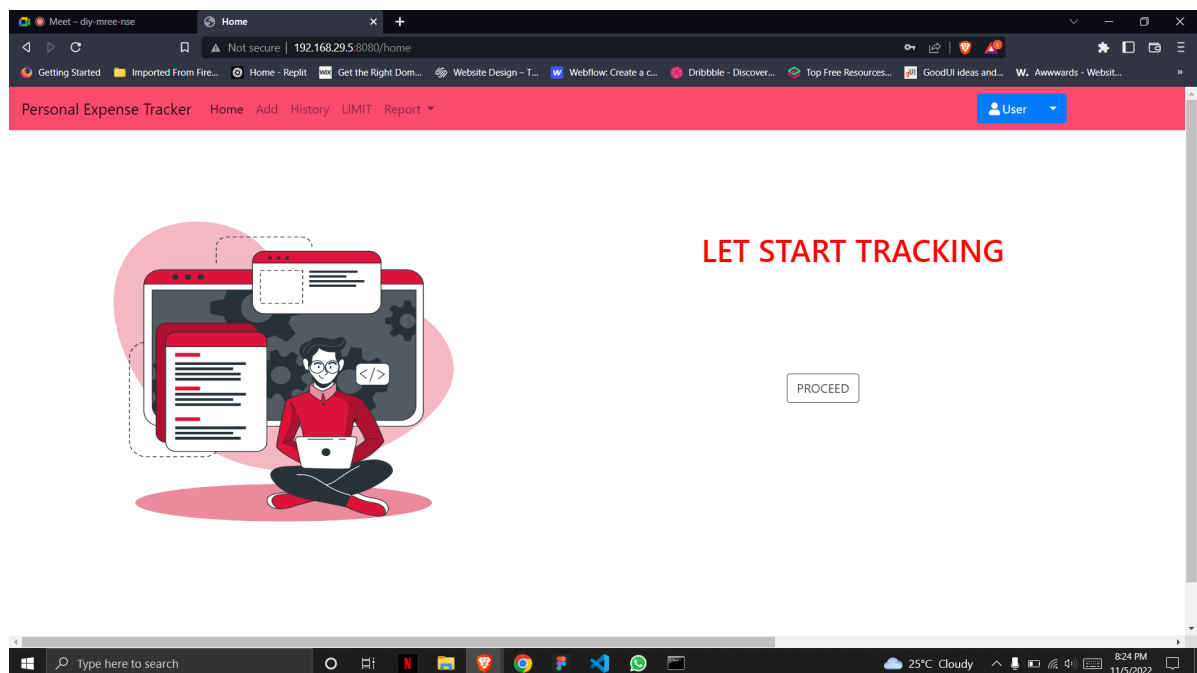 Meet – diy-mree-nse
Home
Not secure | 192.168.29.5:8080/home
Getting Started Imported From Fire... Home - Replit WIX Get the Right Dom... Website Design – T... W Webflow: Create a c... Dribbble - Discover... Top Free Resources... gUI GoodUI ideas and... W. Awwwards - Websit... »
Personal Expense Tracker Home Add History LIMIT Report User
LET START TRACKING
</>
PROCEED
Type here to search
N
25°C Cloudy
8:24 PM
11/5/2022